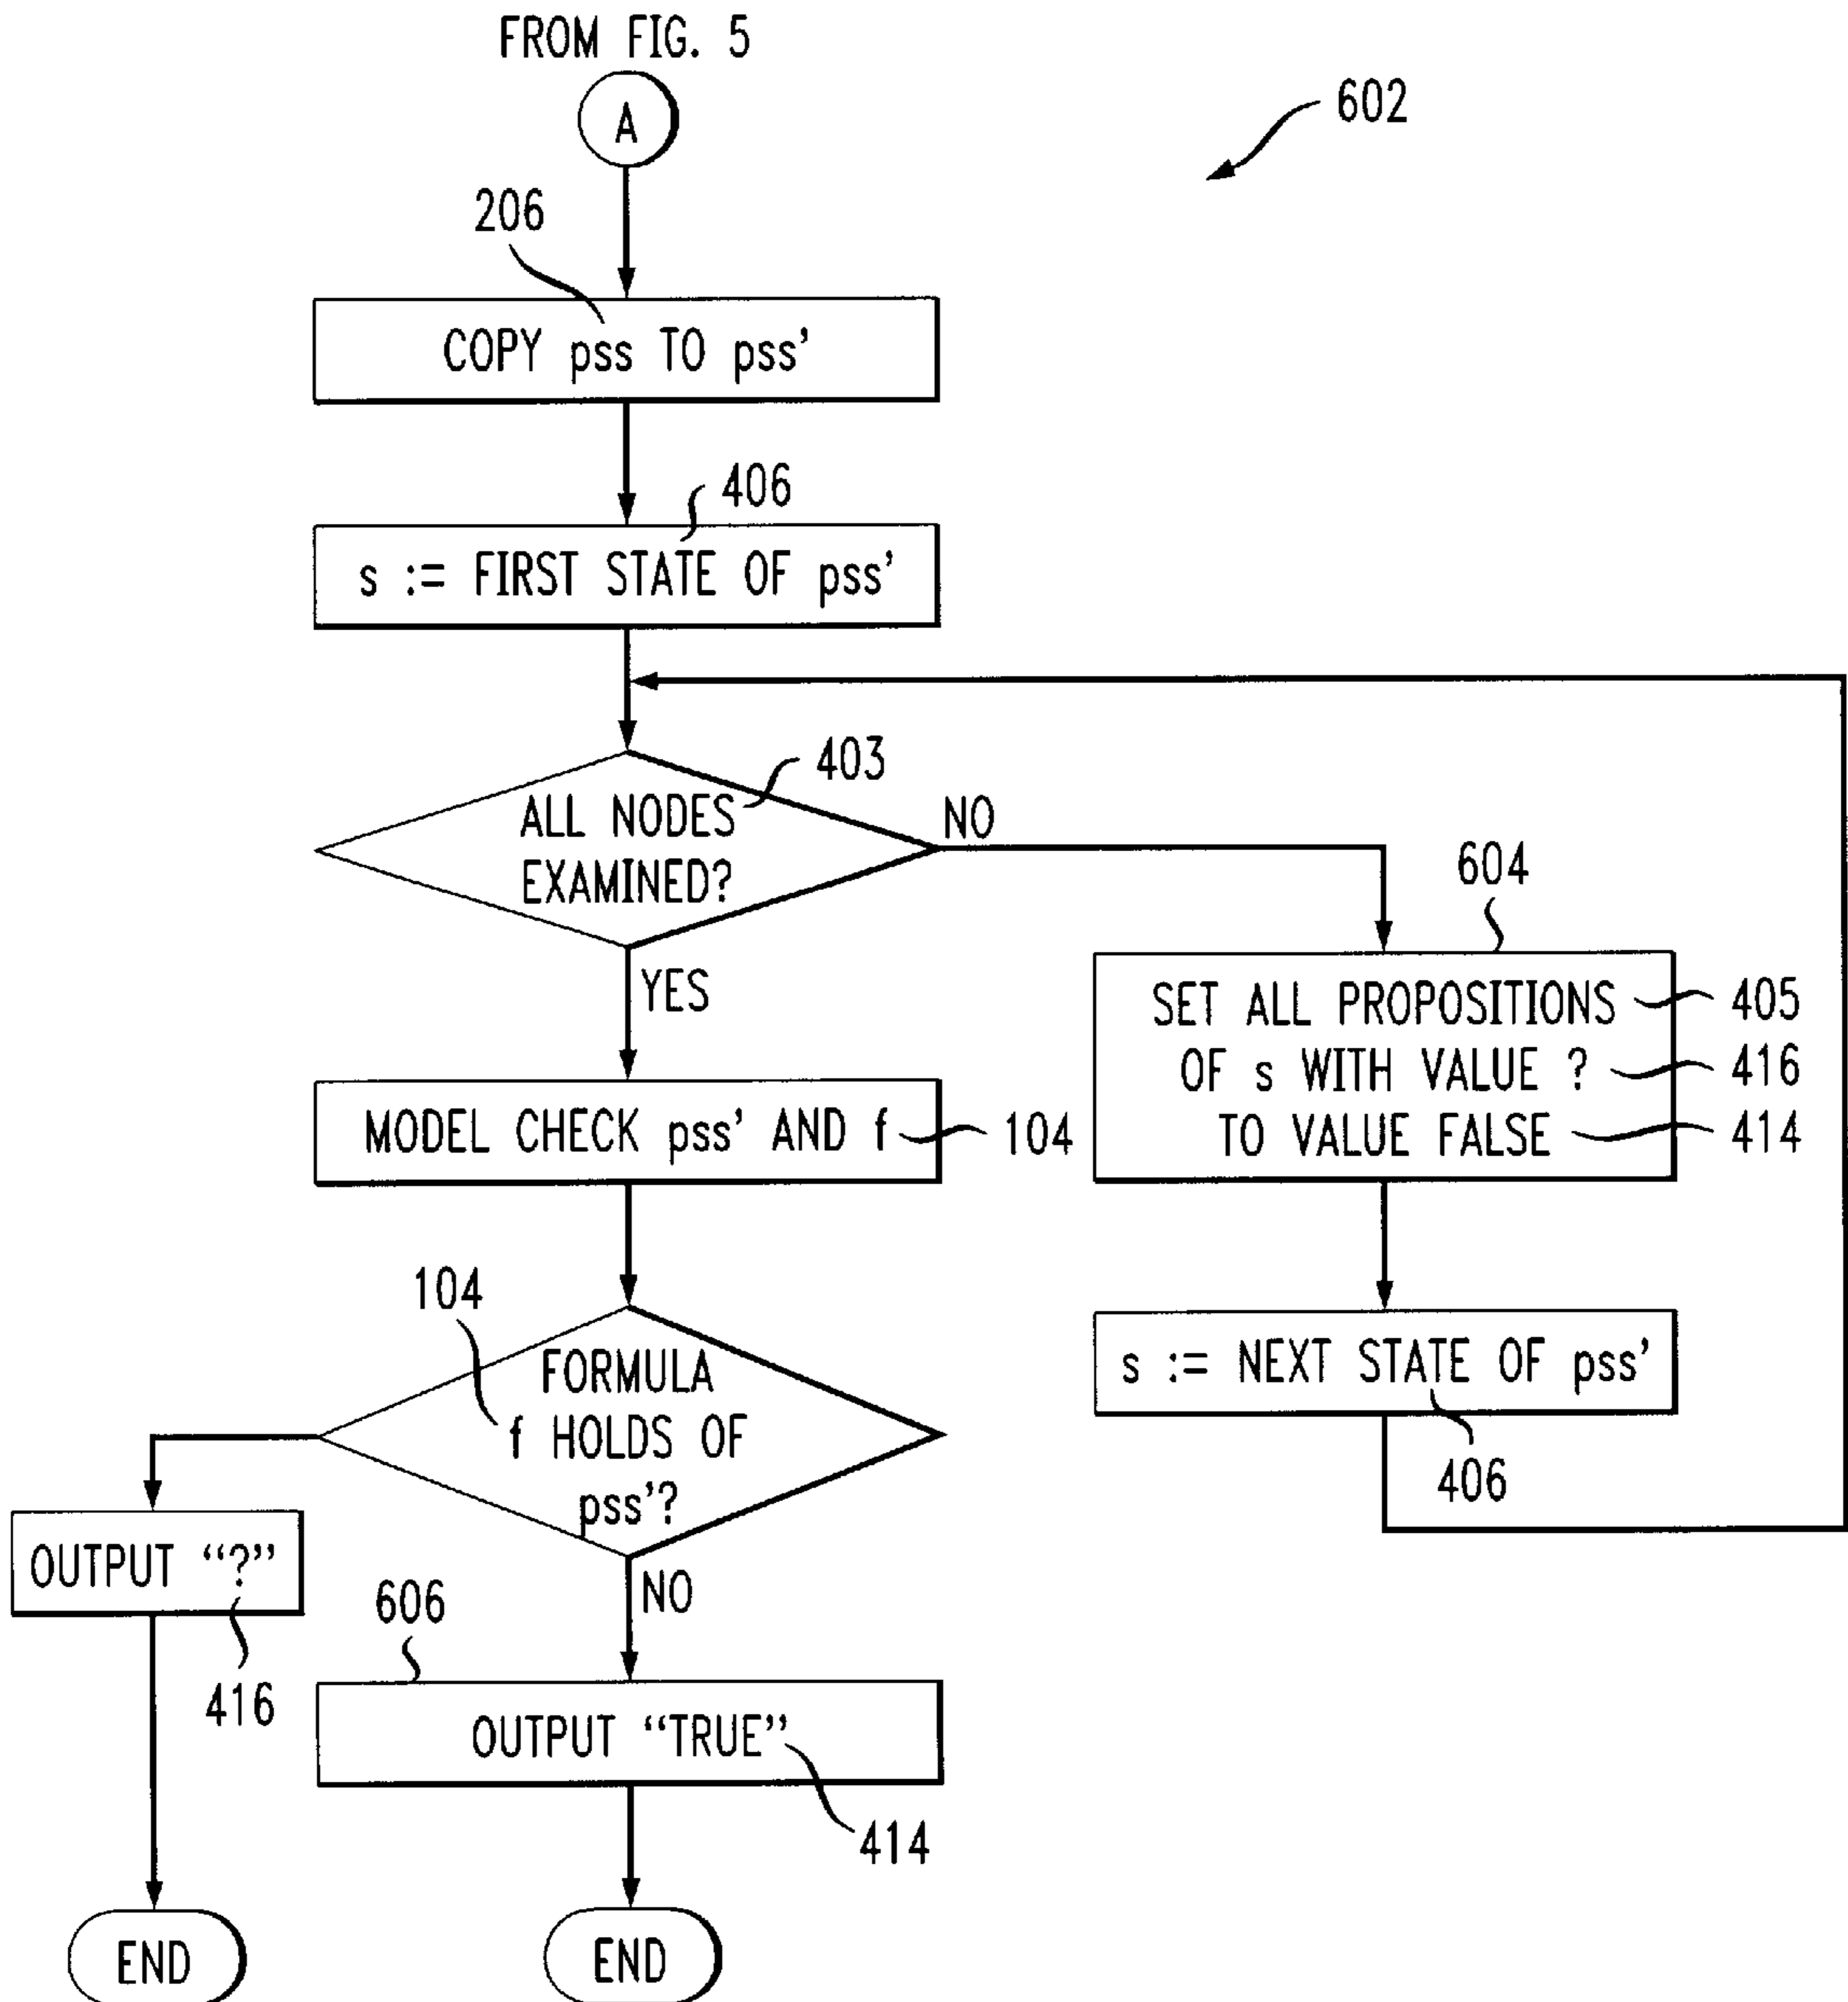 FROM FIG. 5
A
602
206
COPY pss TO pss'
406
s := FIRST STATE OF pss'
403
ALL NODES
EXAMINED?
NO
YES
604
SET ALL PROPOSITIONS
405
OF s WITH VALUE ?
416
TO VALUE FALSE
414
MODEL CHECK pss' AND f
104
s := NEXT STATE OF pss'
406
104
FORMULA
f HOLDS OF
pss'?
NO
OUTPUT “?”
416
606
OUTPUT “TRUE”
414
END
END